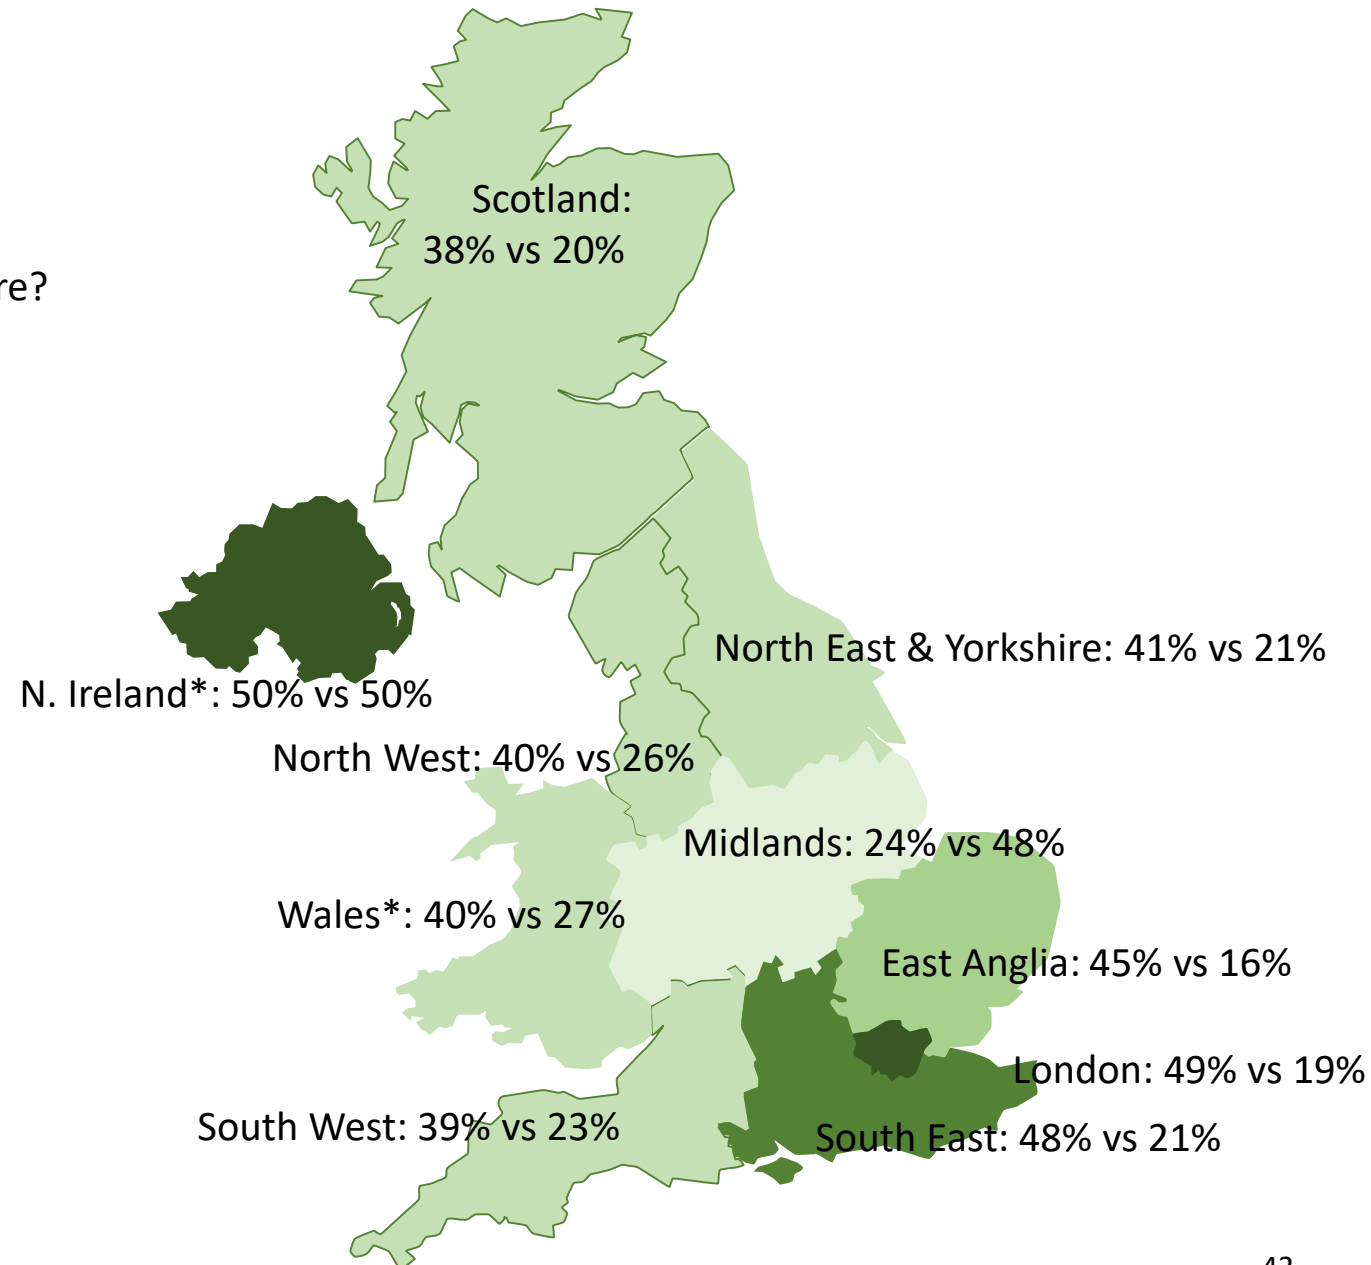 Scotland:
38% vs 20%
re?
North East & Yorkshire: 41% vs 21%
N. Ireland*: 50% vs 50%
North West: 40% vs 26%
Midlands: 24% vs 48%
Wales*: 40% vs 27%
East Anglia: 45% vs 16%
London: 49% vs 19%
South West: 39% vs 23%
South East: 48% vs 21%